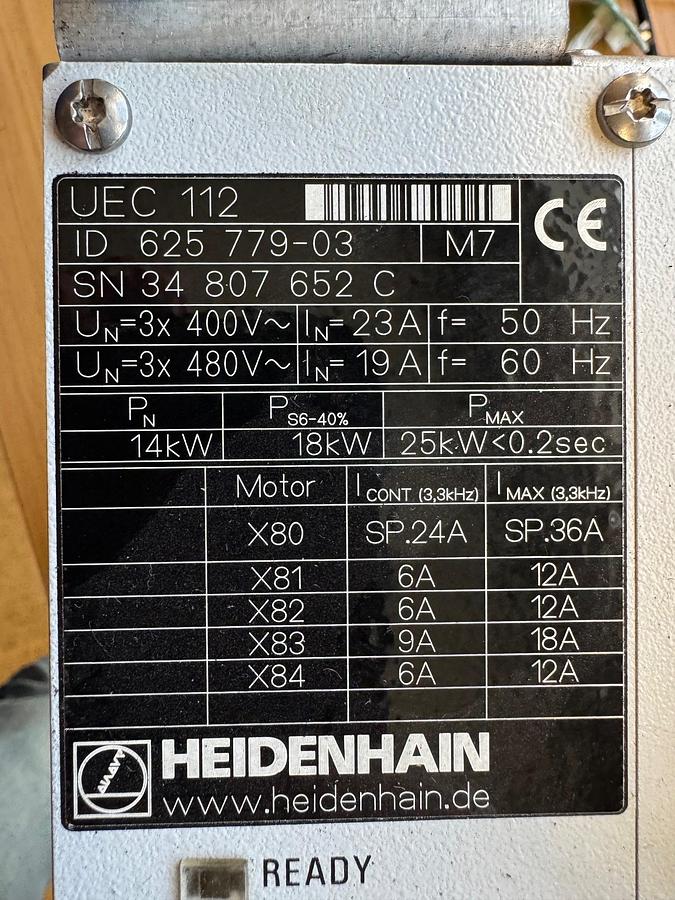 UEC 112
CE
ID 625 779-03 M7
SN 34 807 652 C
UN=3x 400V~ IN= 23A f= 50 Hz
UN=3x 480V~ IN= 19A f= 60 Hz
PN PS6-40% PMAX
14kW 18kW 25kW<0.2sec
Motor ICONT (3,3kHz) IMAX (3,3kHz)
X80 SP.24A SP.36A
X81 6A 12A
X82 6A 12A
X83 9A 18A
X84 6A 12A
HEIDENHAIN
www.heidenhain.de
READY